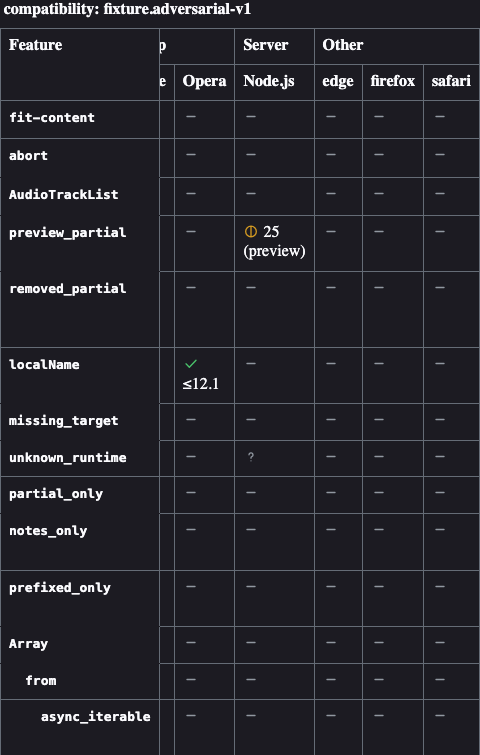 compatibility: fixture.adversarial-v1
Feature p Server Other
e Opera Node.js edge firefox safari
fit-content — — — — —
abort — — — — —
AudioTrackList — — — — —
preview_partial — 25 — — —
(preview)
removed_partial — — — — —
localName ✓ — — — —
≤12.1
missing_target — — — — —
unknown_runtime — ? — — —
partial_only — — — — —
notes_only — — — — —
prefixed_only — — — — —
Array — — — — —
from — — — — —
async_iterable — — — — —